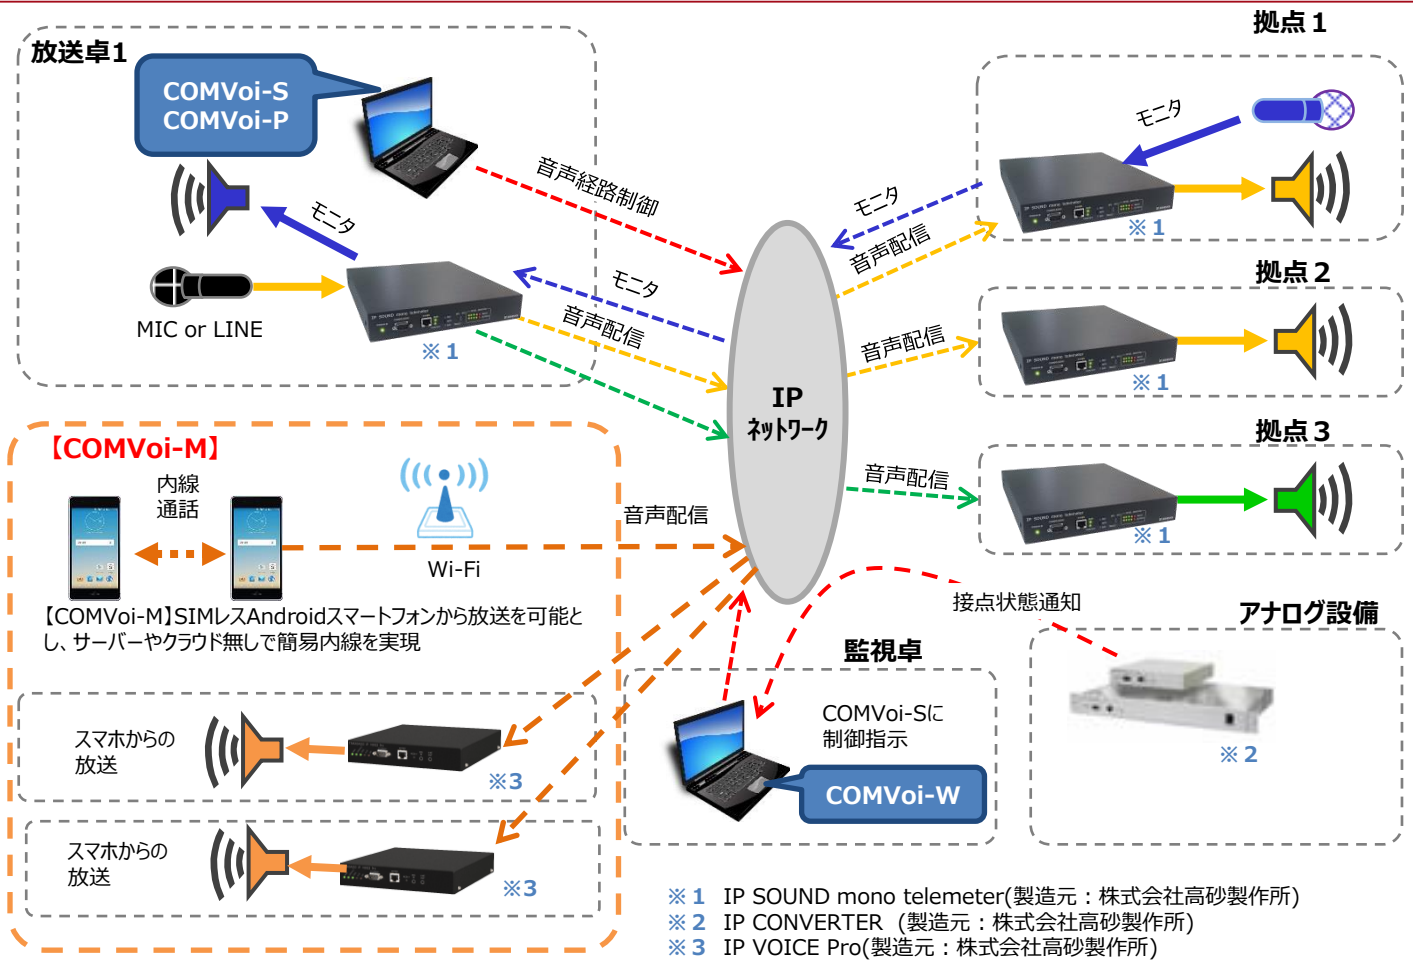 放送卓1
COMVoi-S
COMVoi-P
モニタ
MIC or LINE
※1
音声経路制御
モニタ
音声配信
IP
ネットワーク
拠点1
モニタ
モニタ
音声配信
※1
拠点2
音声配信
※1
拠点3
音声配信
※1
【COMVoi-M】
内線
通話
Wi-Fi
音声配信
【COMVoi-M】SIMレスAndroidスマートフォンから放送を可能と
し、サーバーやクラウド無しで簡易内線を実現
スマホからの
放送
※3
スマホからの
放送
※3
監視卓
COMVoi-Sに
制御指示
COMVoi-W
接点状態通知
アナログ設備
※2
※1 IP SOUND mono telemeter(製造元：株式会社高砂製作所)
※2 IP CONVERTER (製造元：株式会社高砂製作所)
※3 IP VOICE Pro(製造元：株式会社高砂製作所)